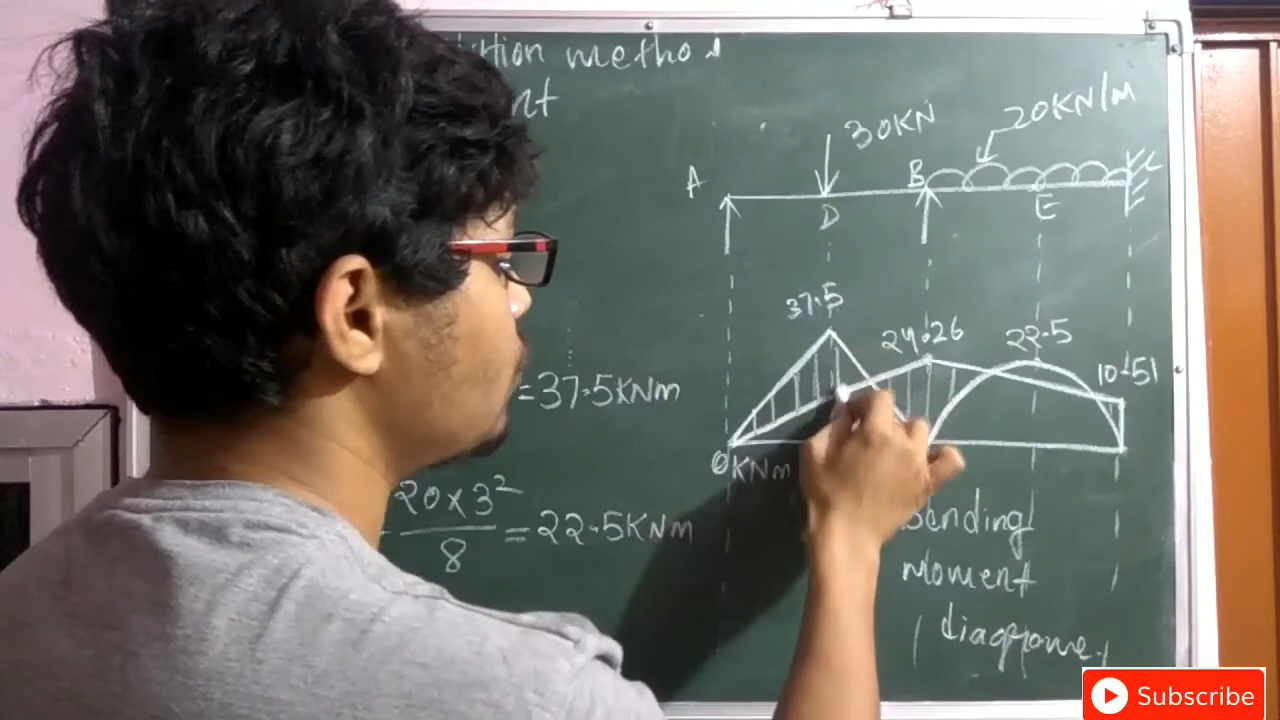 metho
nt
30KN
20KN/m
A
B
D
E
37.5
24.26
22.5
10.51
=37.5KNm
0KNm
20x3²
8
=22.5KNm
Bending
moment
diagrame
Subscribe